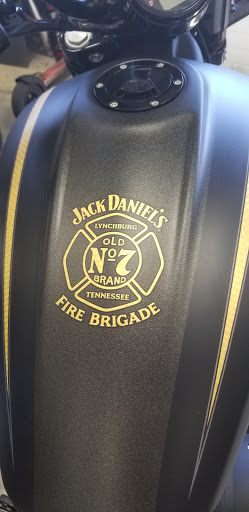 JACK DANIEL'S
LYNCHBURG
OLD
Nº7
BRAND
TENNESSEE
FIRE BRIGADE